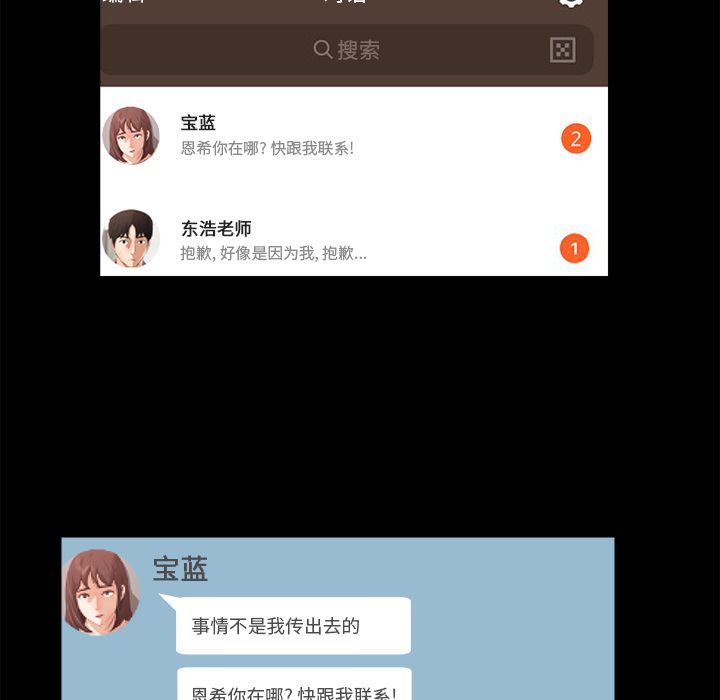 搜索
宝蓝
恩希你在哪? 快跟我联系!
2
东浩老师
抱歉, 好像是因为我, 抱歉...
1
宝蓝
事情不是我传出去的
恩希你在哪? 快跟我联系!